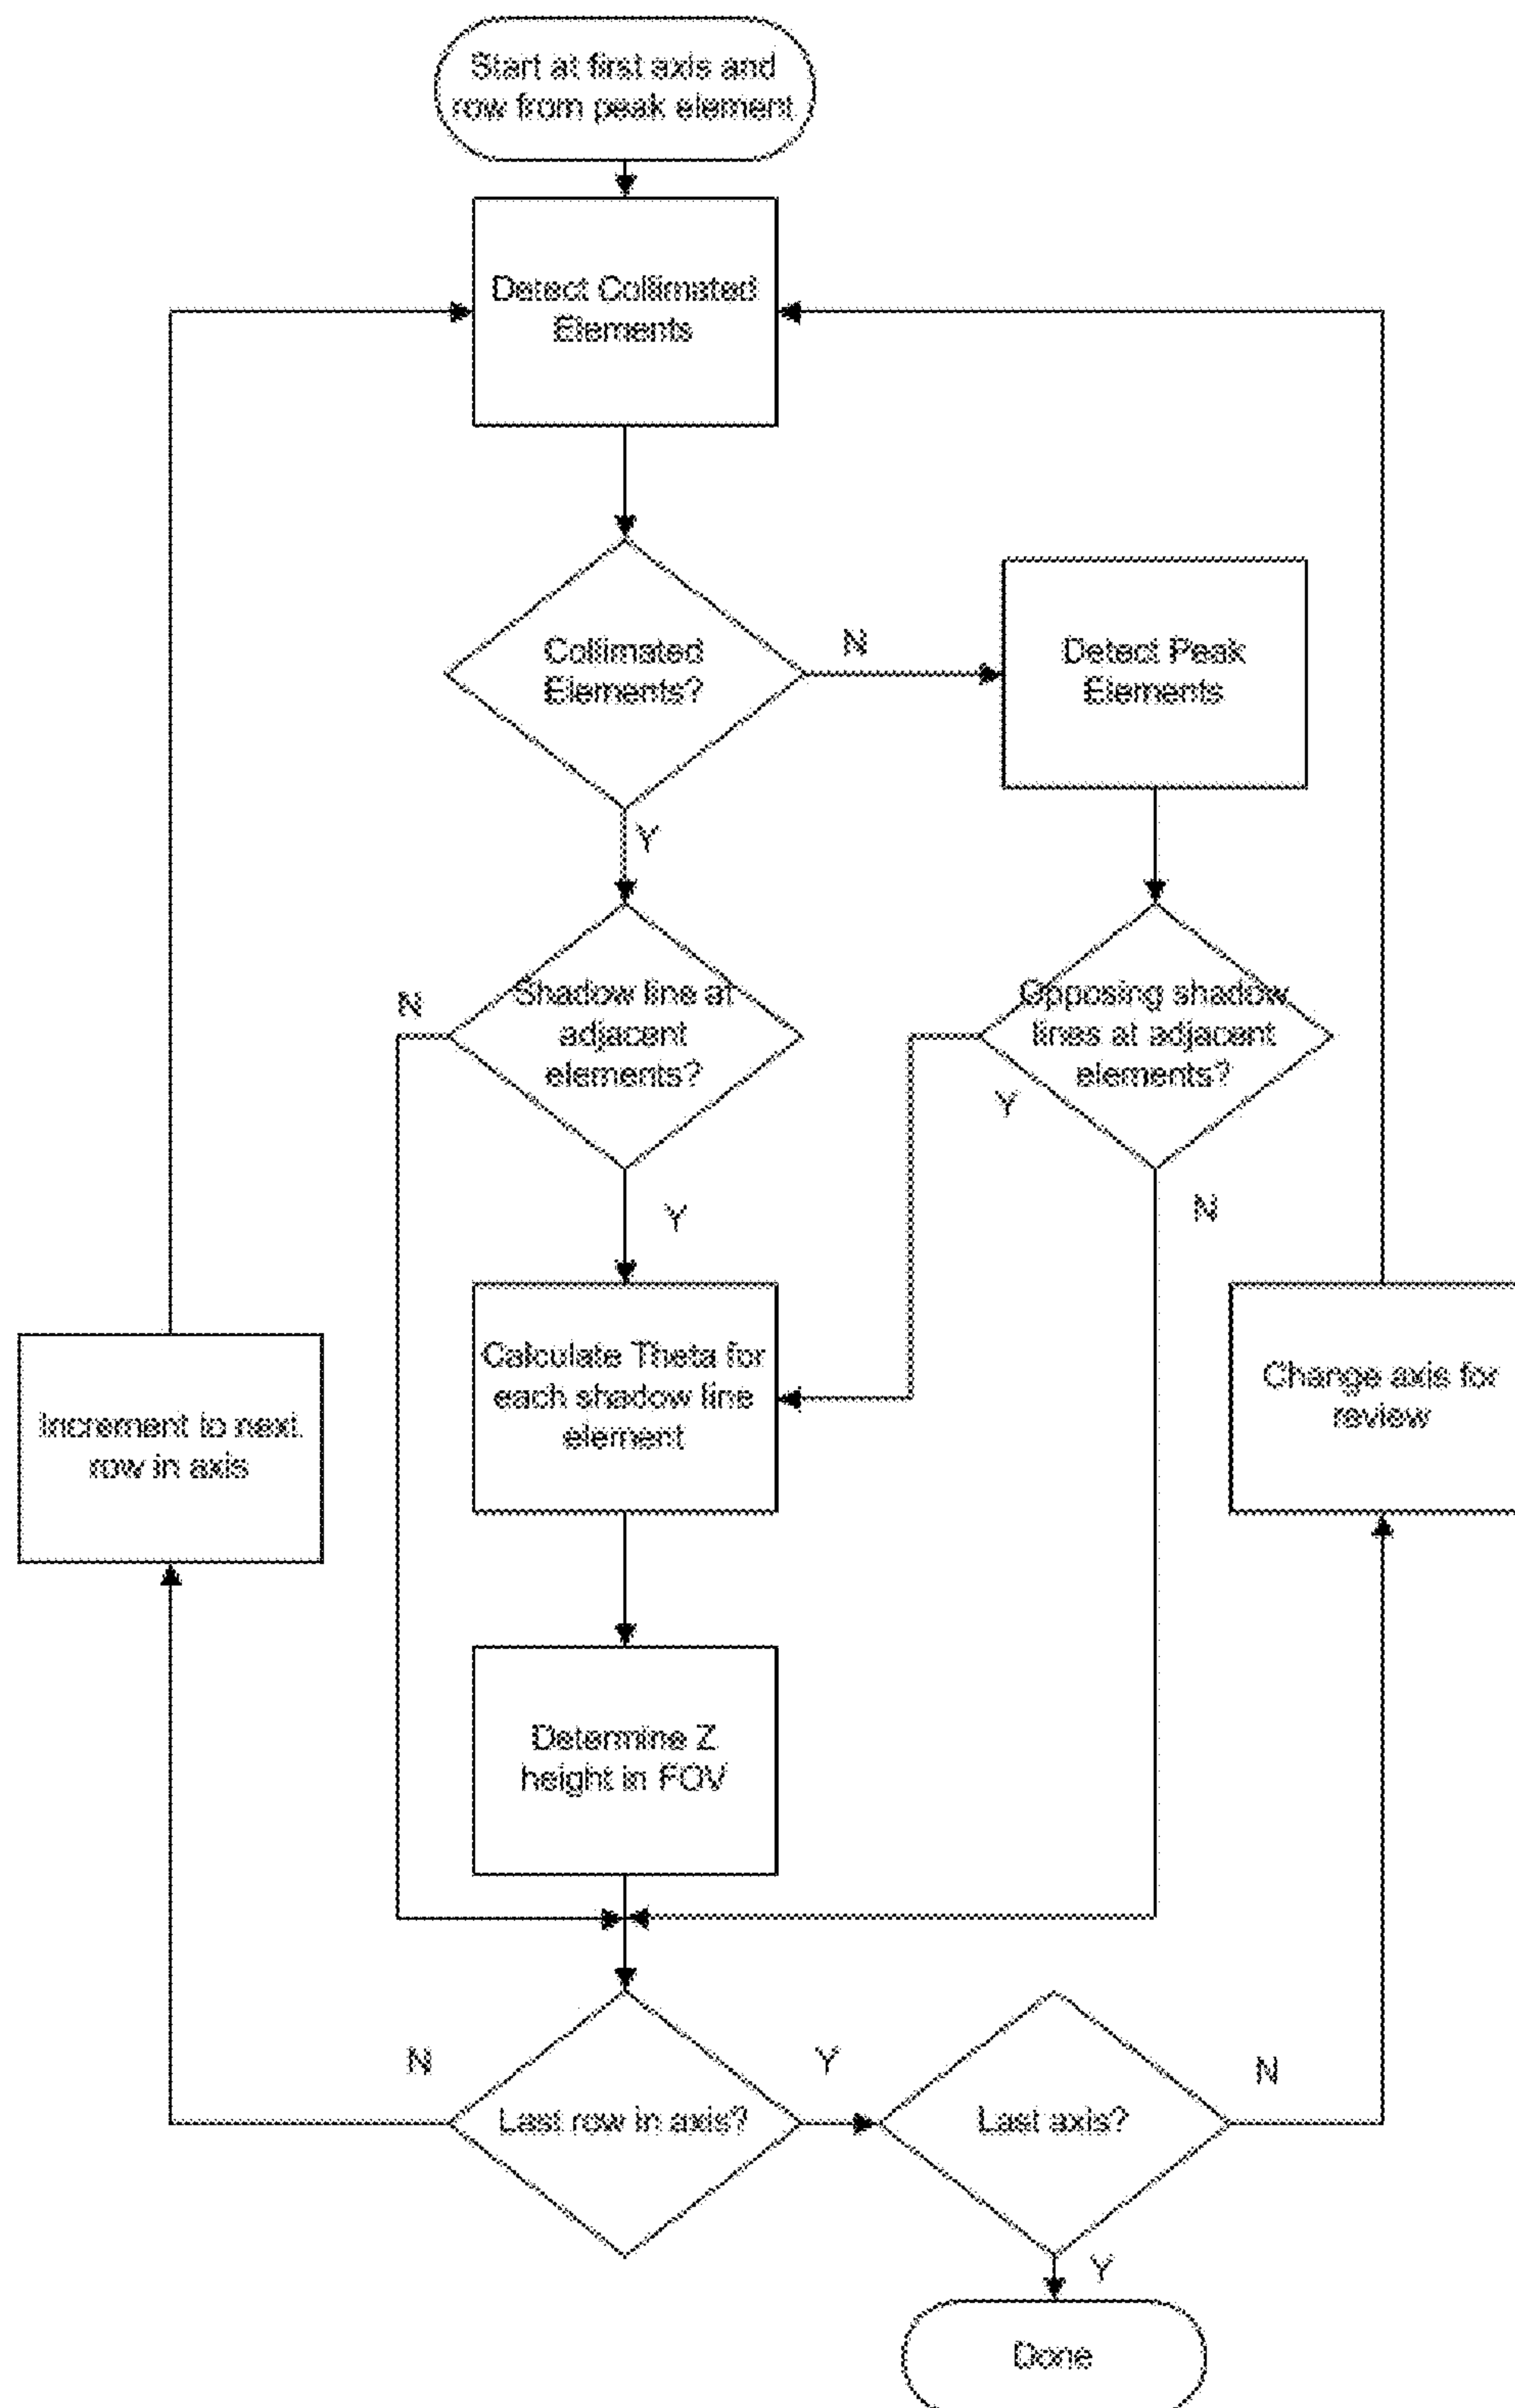 Start at first axis and
row from peak element
Detect Collimated
Elements
Collimated
Elements?
N
Detect Peak
Elements
Y
Shadow line at
adjacent
elements?
N
Opposing shadow
lines at adjacent
elements?
Y
Y
N
Calculate Theta for
each shadow line
element
Change axis for
review
Increment to next
row in axis
Determine Z
height in FOV
N
Last row in axis?
Y
Last axis?
N
Y
Done